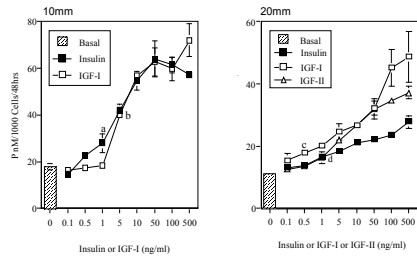 10mm
Basal
Insulin
IGF-I
P nM/1000 Cells/48hrs
80
60
40
20
0
a
b
0 0.1 0.5 1 5 10 50 100 500
Insulin or IGF-I (ng/ml)
20mm
Basal
IGF-I
IGF-II
Insulin
60
40
20
0
c
d
0 0.1 0.5 1 5 10 50 100 500
Insulin or IGF-I or IGF-II (ng/ml)